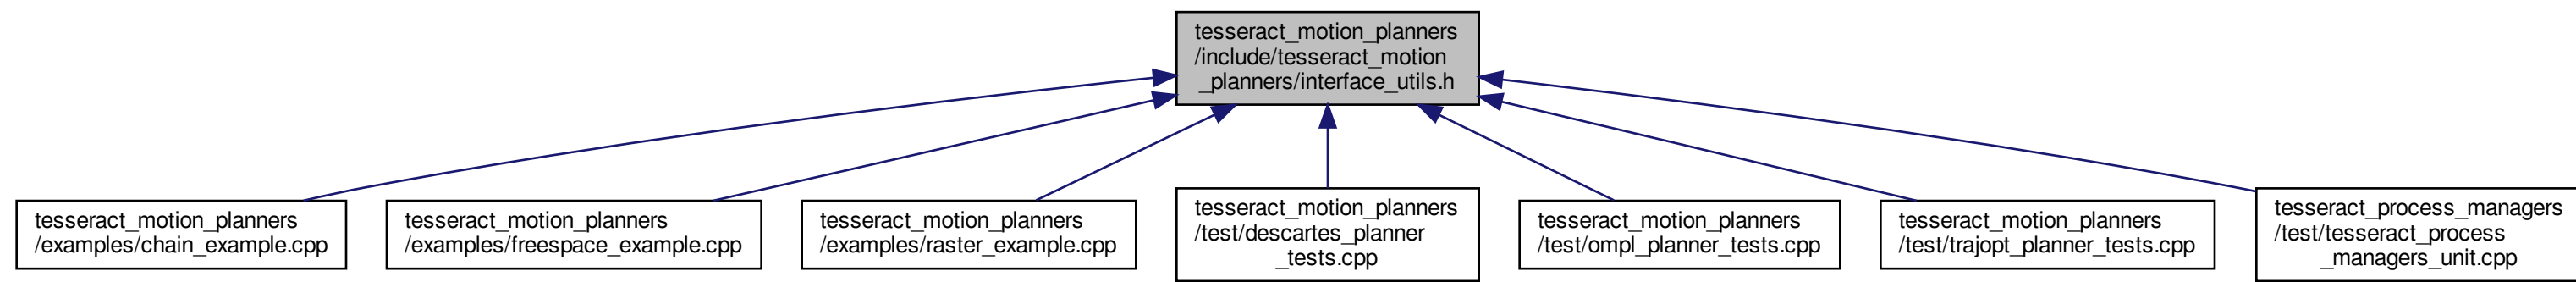 tesseract_motion_planners
/include/tesseract_motion
_planners/interface_utils.h
tesseract_motion_planners
/examples/chain_example.cpp
tesseract_motion_planners
/examples/freespace_example.cpp
tesseract_motion_planners
/examples/raster_example.cpp
tesseract_motion_planners
/test/descartes_planner
_tests.cpp
tesseract_motion_planners
/test/ompl_planner_tests.cpp
tesseract_motion_planners
/test/trajopt_planner_tests.cpp
tesseract_process_managers
/test/tesseract_process
_managers_unit.cpp